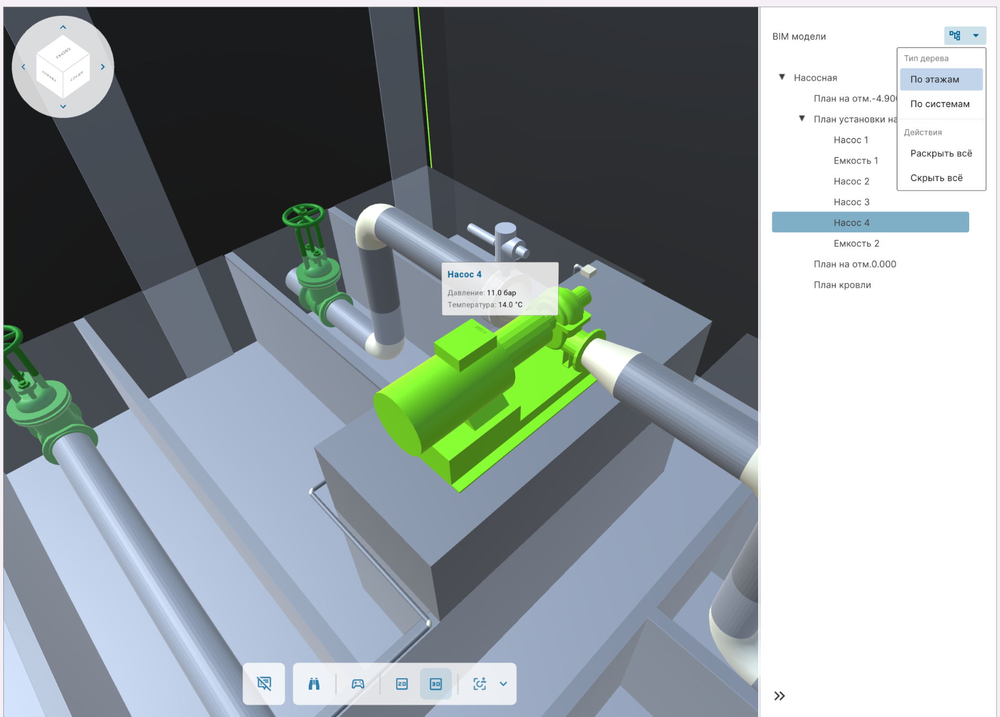 СВЕРХУ
СПРАВА
СЗАДИ
Насос 4
Давление: 11.0 бар
Температура: 14.0 °C
wilo
2D
3D
BIM модели
Тип дерева
По этажам
По системам
Действия
Раскрыть всё
Скрыть всё
Насосная
План на отм.-4.90
План установки на
Насос 1
Емкость 1
Насос 2
Насос 3
Насос 4
Емкость 2
План на отм.0.000
План кровли